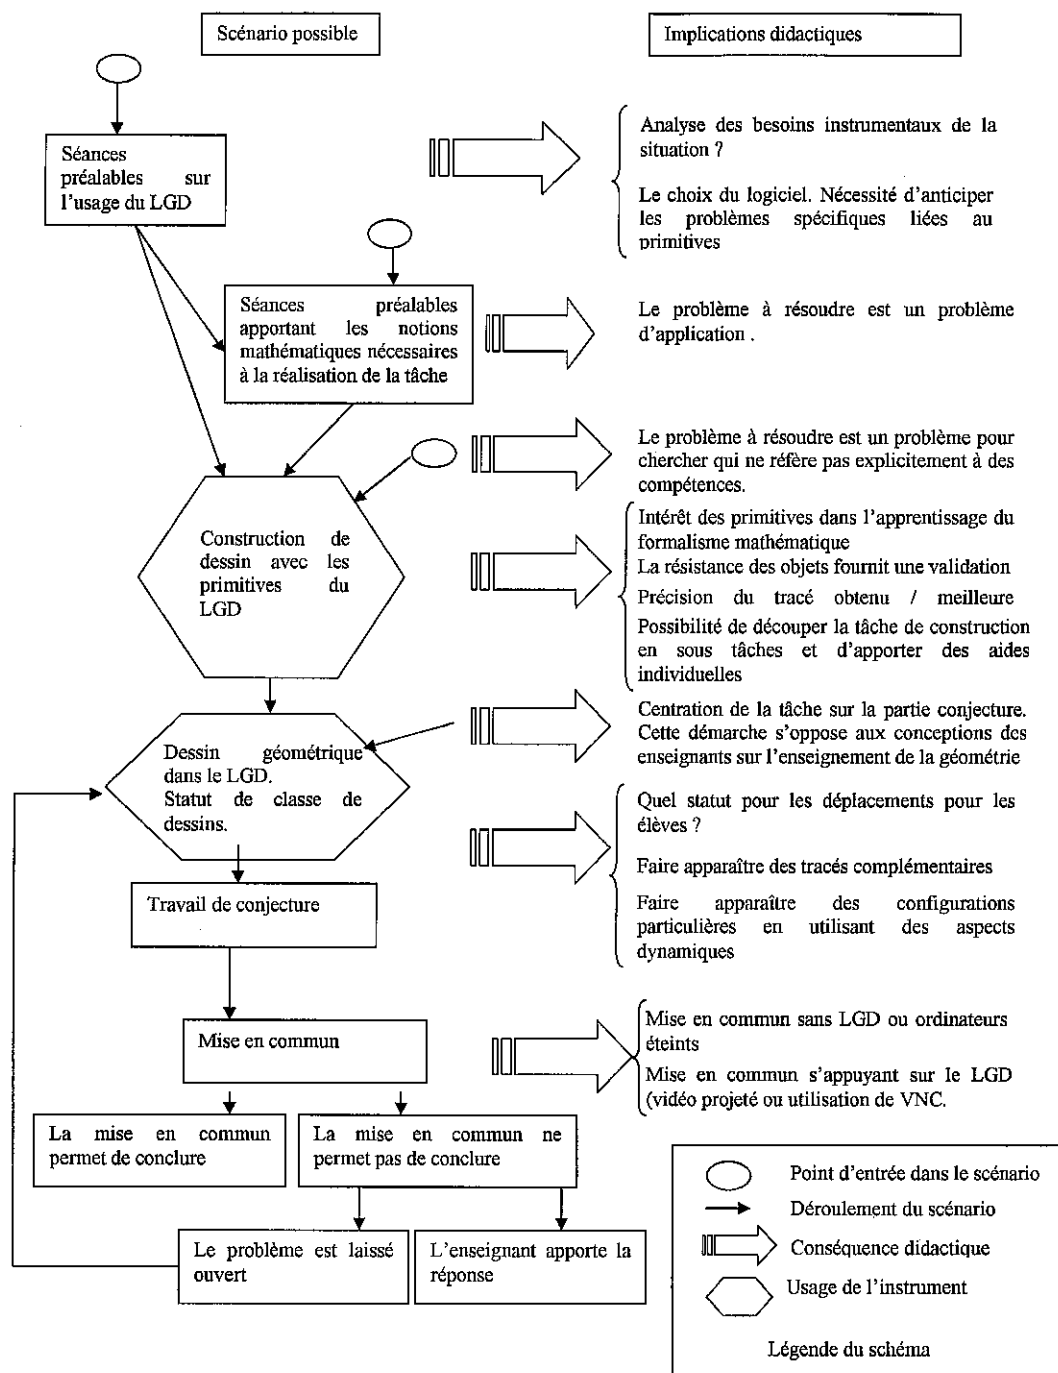 Scénario possible
Implications didactiques
Séances
préalables sur
l'usage du LGD
Analyse des besoins instrumentaux de la
situation ?
Le choix du logiciel. Nécessité d'anticiper
les problèmes spécifiques liées au
primitives
Séances préalables
apportant les notions
mathématiques nécessaires
à la réalisation de la tâche
Le problème à résoudre est un problème
d'application .
Le problème à résoudre est un problème pour
chercher qui ne réfère pas explicitement à des
compétences.
Construction de
dessin avec les
primitives du
LGD
Intérêt des primitives dans l'apprentissage du
formalisme mathématique
La résistance des objets fournit une validation
Précision du tracé obtenu / meilleure
Possibilité de découper la tâche de construction
en sous tâches et d'apporter des aides
individuelles
Dessin géométrique
dans le LGD.
Statut de classe de
dessins.
Centration de la tâche sur la partie conjecture.
Cette démarche s'oppose aux conceptions des
enseignants sur l'enseignement de la géométrie
Quel statut pour les déplacements pour les
élèves ?
Faire apparaître des tracés complémentaires
Faire apparaître des configurations
particulières en utilisant des aspects
dynamiques
Travail de conjecture
Mise en commun
Mise en commun sans LGD ou ordinateurs
éteints
Mise en commun s'appuyant sur le LGD
(vidéo projeté ou utilisation de VNC.
La mise en commun
permet de conclure
La mise en commun ne
permet pas de conclure
Le problème est laissé
ouvert
L'enseignant apporte la
réponse
Point d'entrée dans le scénario
Déroulement du scénario
Conséquence didactique
Usage de l'instrument
Légende du schéma